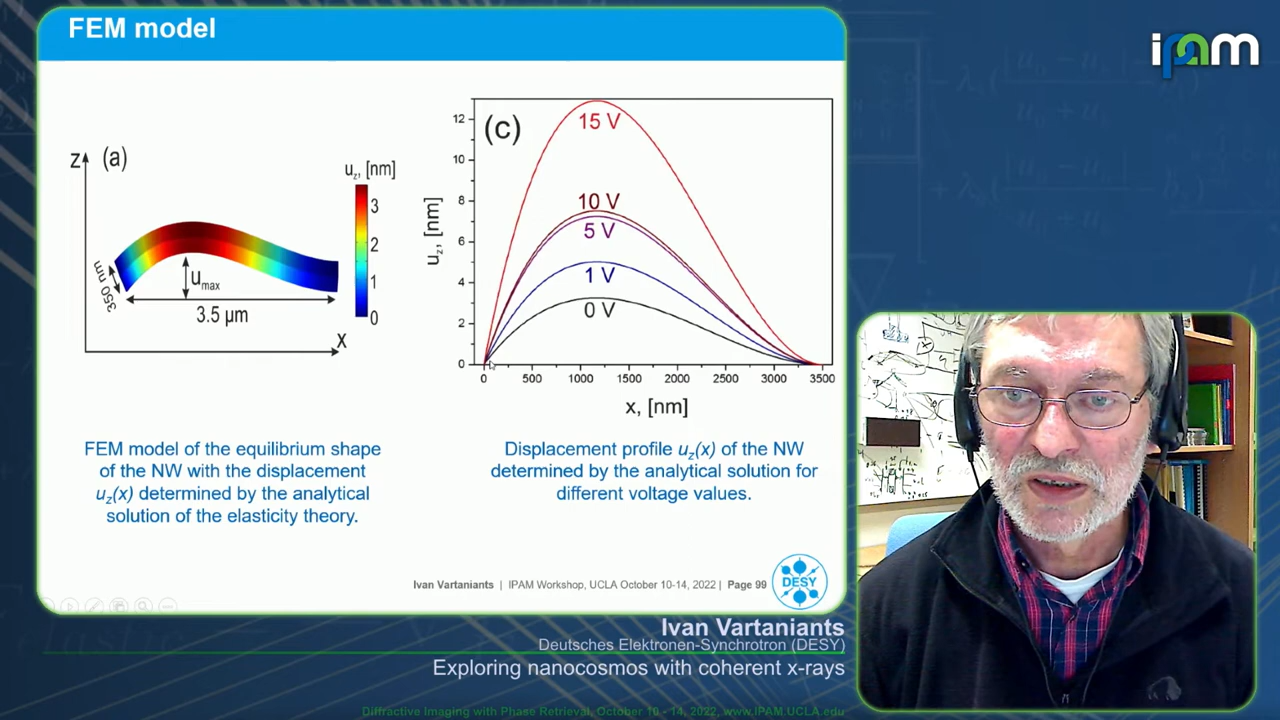 FEM model
ipam
z
(a)
uz, [nm]
3
2
1
0
350 nm
umax
3.5 µm
x
(c)
15 V
10 V
5 V
1 V
0 V
uz, [nm]
12
10
8
6
4
2
0
0 500 1000 1500 2000 2500 3000 3500
x, [nm]
FEM model of the equilibrium shape
of the NW with the displacement
uz(x) determined by the analytical
solution of the elasticity theory.
Displacement profile uz(x) of the NW
determined by the analytical solution for
different voltage values.
Ivan Vartaniants | IPAM Workshop, UCLA October 10-14, 2022 | Page 99
DESY
Ivan Vartaniants
Deutsches Elektronen-Synchrotron (DESY)
Exploring nanocosmos with coherent x-rays
Diffractive Imaging with Phase Retrieval, October 10 - 14, 2022, www.IPAM.UCLA.edu